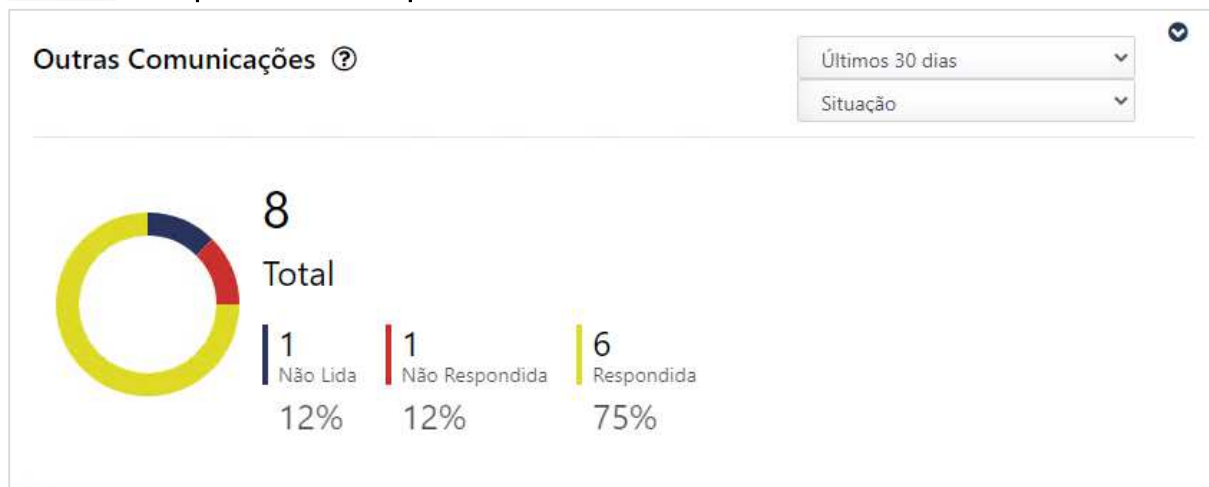 Outras Comunicações ?
Últimos 30 dias
Situação
8
Total
1 1 6
Não Lida Não Respondida Respondida
12% 12% 75%